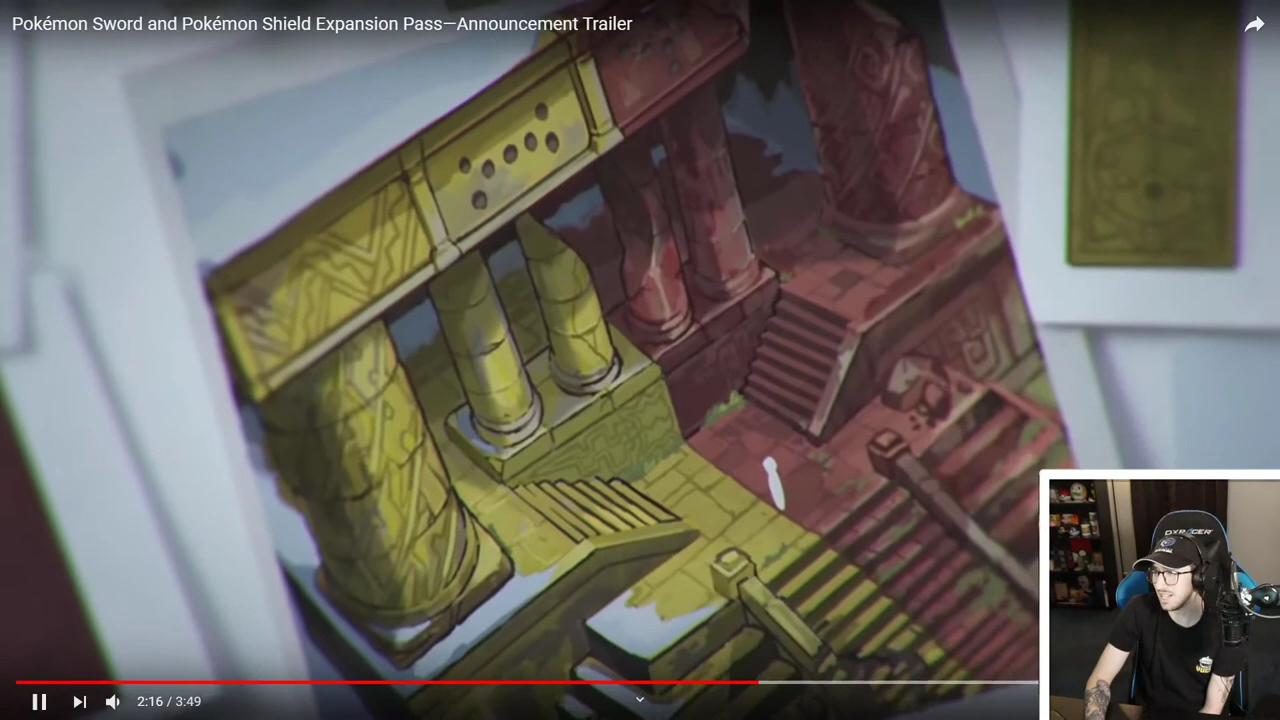 Pokémon Sword and Pokémon Shield Expansion Pass—Announcement Trailer
DXRACER
2:16 / 3:49